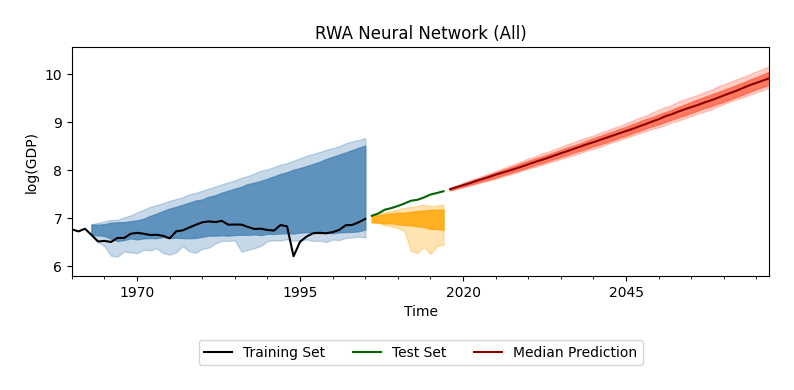 RWA Neural Network (All)
log(GDP)
10
9
8
7
6
1970
1995
2020
2045
Time
Training Set
Test Set
Median Prediction